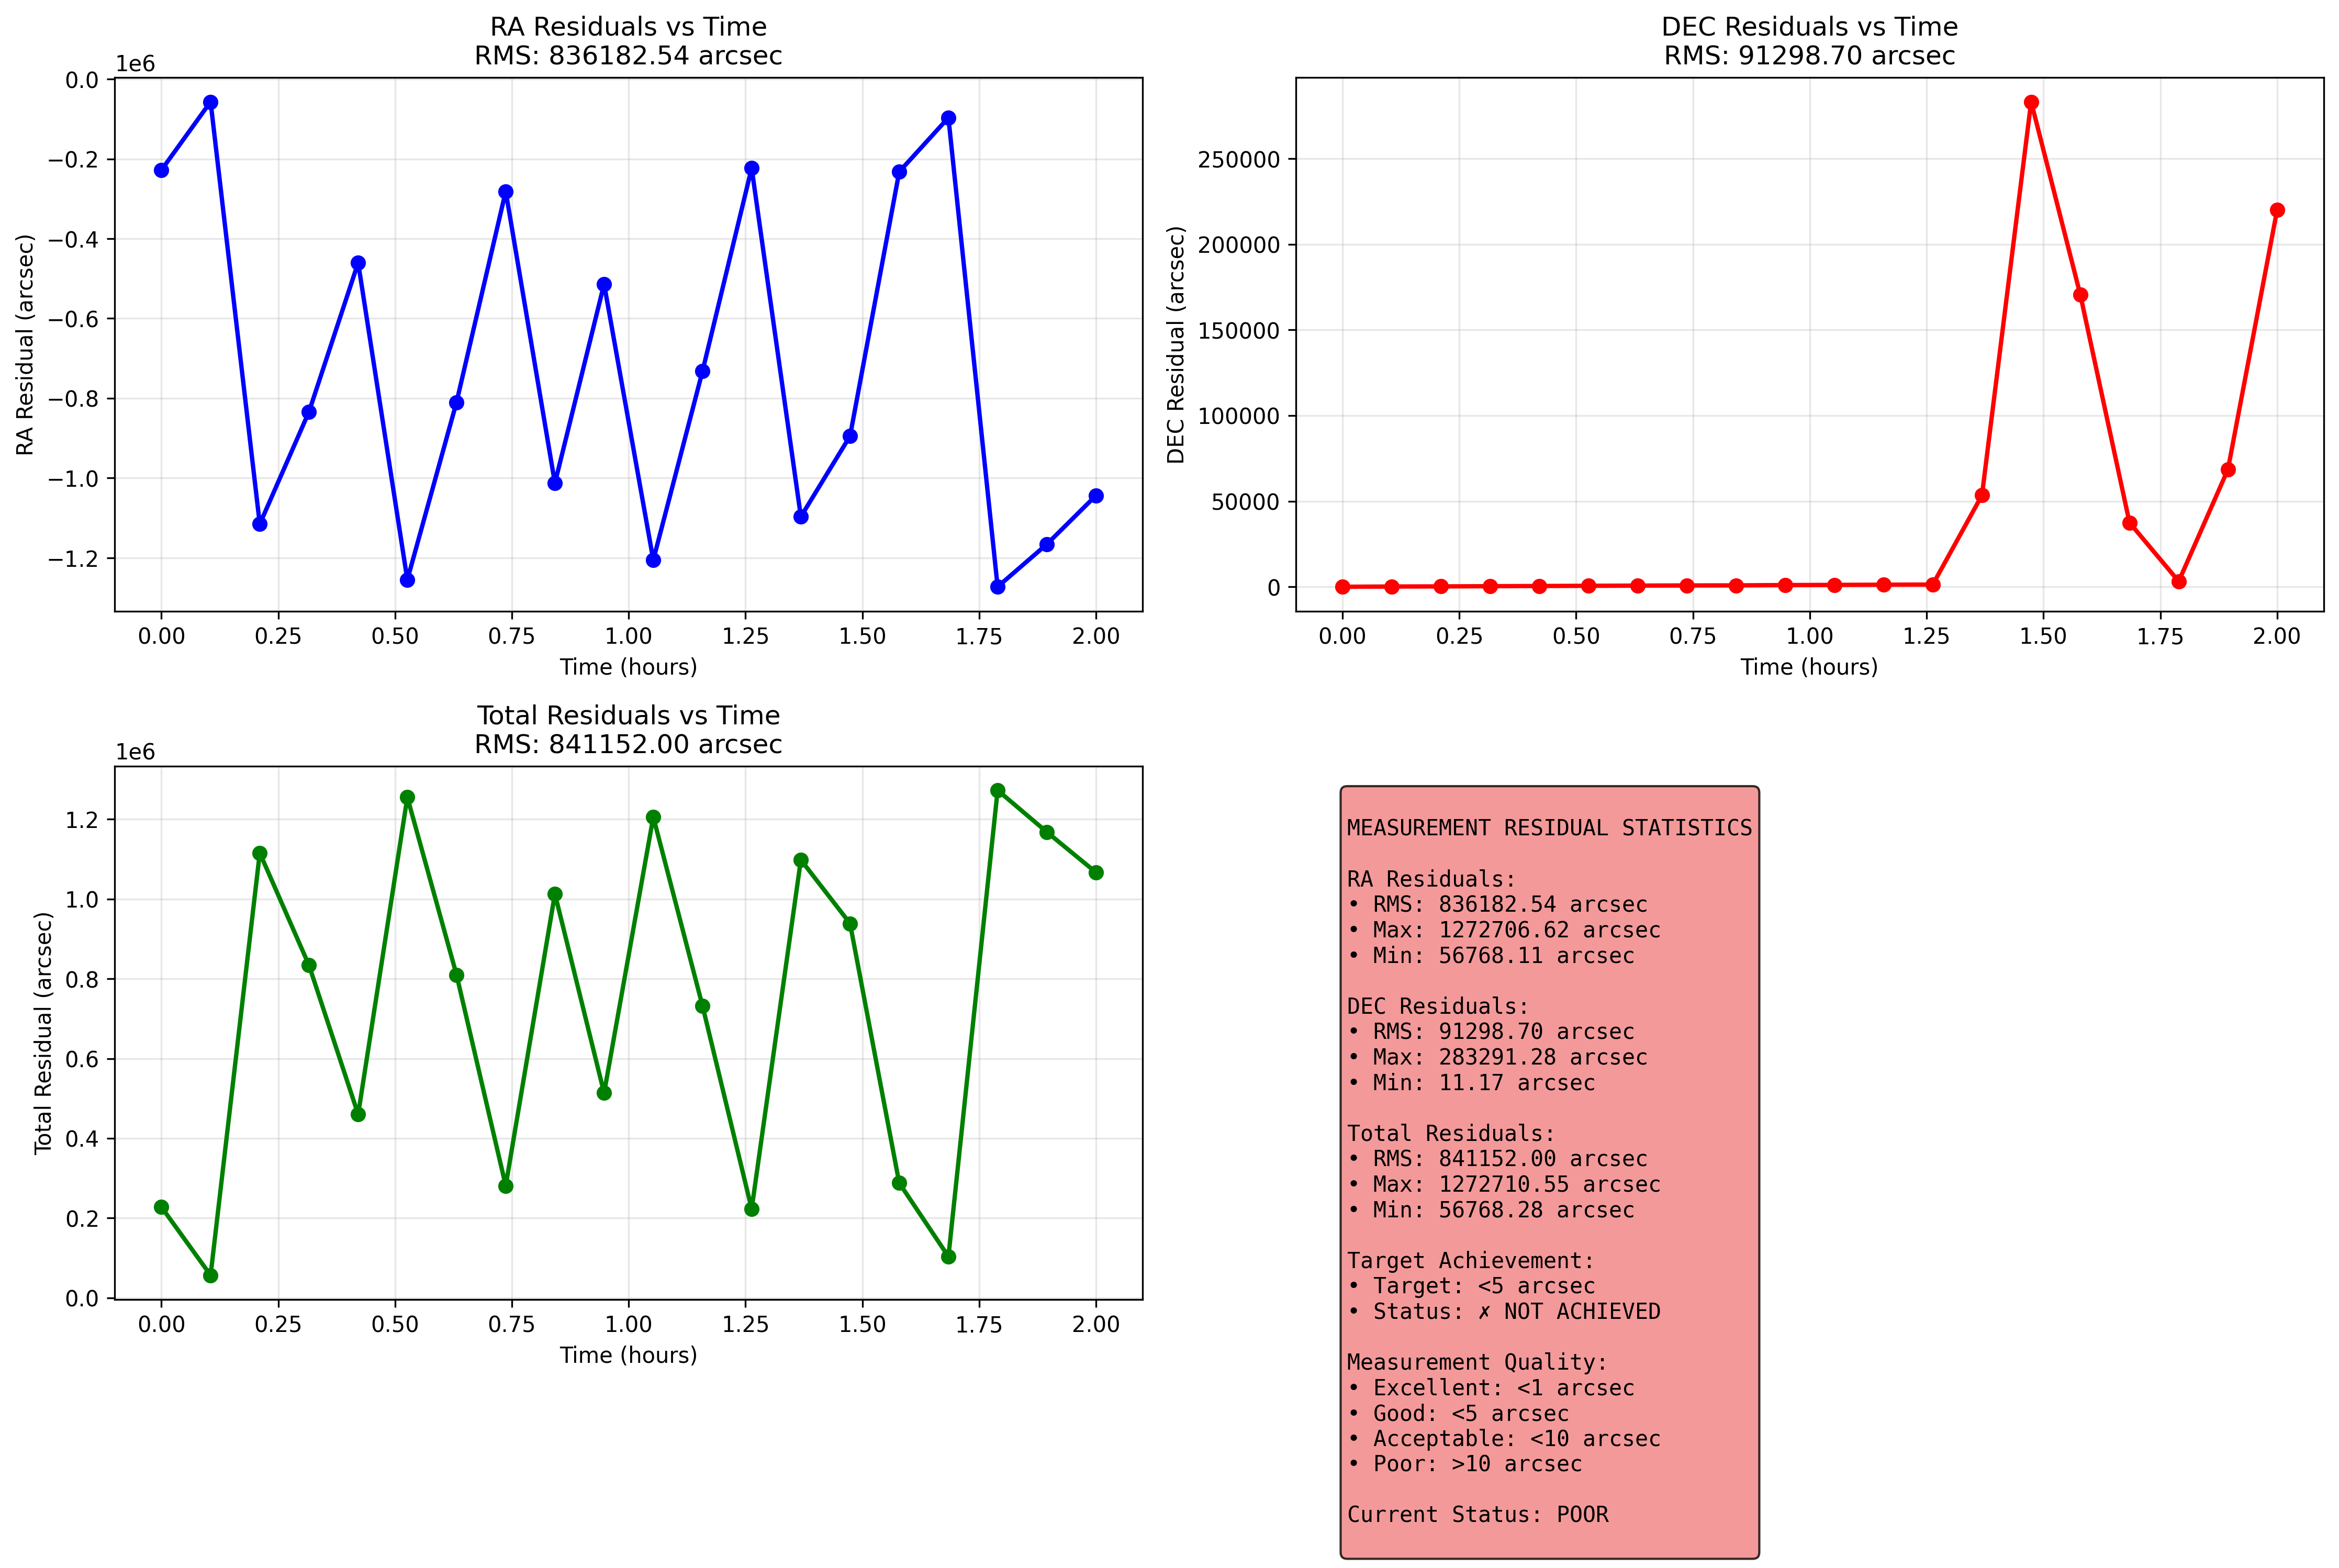 RA Residuals vs Time
RMS: 836182.54 arcsec
1e6
0.0
−0.2
−0.4
−0.6
−0.8
−1.0
−1.2
RA Residual (arcsec)
0.00 0.25 0.50 0.75 1.00 1.25 1.50 1.75 2.00
Time (hours)
DEC Residuals vs Time
RMS: 91298.70 arcsec
250000
200000
150000
100000
50000
0
DEC Residual (arcsec)
0.00 0.25 0.50 0.75 1.00 1.25 1.50 1.75 2.00
Time (hours)
Total Residuals vs Time
RMS: 841152.00 arcsec
1e6
1.2
1.0
0.8
0.6
0.4
0.2
0.0
Total Residual (arcsec)
0.00 0.25 0.50 0.75 1.00 1.25 1.50 1.75 2.00
Time (hours)
MEASUREMENT RESIDUAL STATISTICS
RA Residuals:
• RMS: 836182.54 arcsec
• Max: 1272706.62 arcsec
• Min: 56768.11 arcsec
DEC Residuals:
• RMS: 91298.70 arcsec
• Max: 283291.28 arcsec
• Min: 11.17 arcsec
Total Residuals:
• RMS: 841152.00 arcsec
• Max: 1272710.55 arcsec
• Min: 56768.28 arcsec
Target Achievement:
• Target: <5 arcsec
• Status: ✗ NOT ACHIEVED
Measurement Quality:
• Excellent: <1 arcsec
• Good: <5 arcsec
• Acceptable: <10 arcsec
• Poor: >10 arcsec
Current Status: POOR